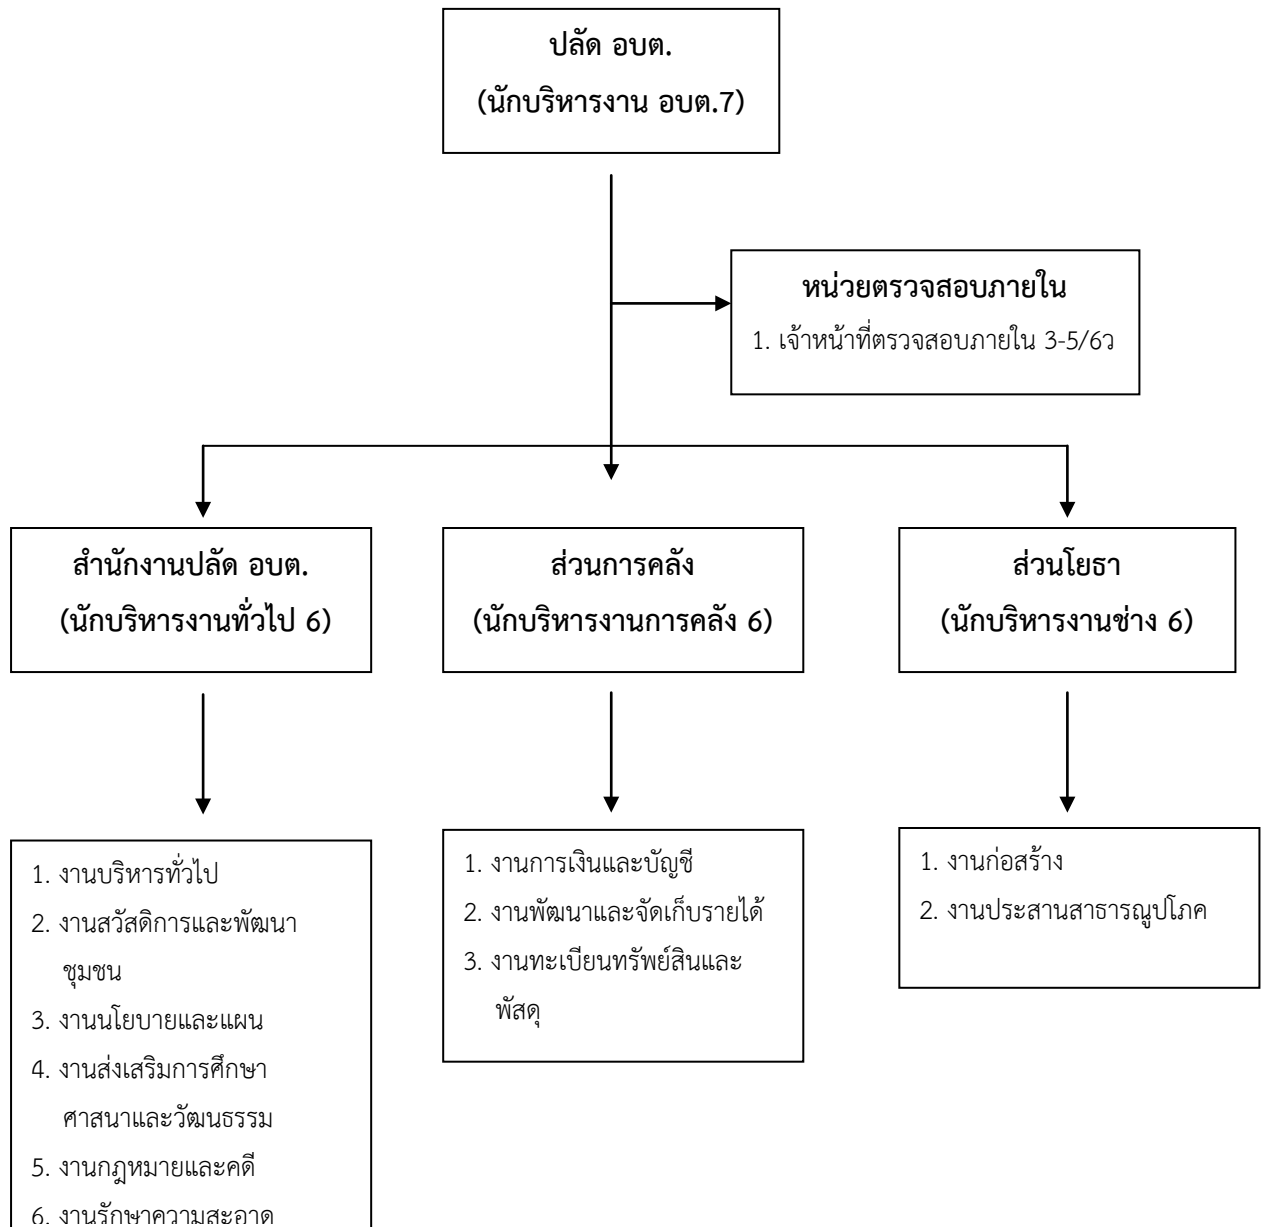 ปลัด อบต.
(นักบริหารงาน อบต.7)
หน่วยตรวจสอบภายใน
1. เจ้าหน้าที่ตรวจสอบภายใน 3-5/6ว
สำนักงานปลัด อบต.
(นักบริหารงานทั่วไป 6)
ส่วนการคลัง
(นักบริหารงานการคลัง 6)
ส่วนโยธา
(นักบริหารงานช่าง 6)
1. งานบริหารทั่วไป
2. งานสวัสดิการและพัฒนา
ชุมชน
3. งานนโยบายและแผน
4. งานส่งเสริมการศึกษา
ศาสนาและวัฒนธรรม
5. งานกฎหมายและคดี
6. งานรักษาความสะอาด
1. งานการเงินและบัญชี
2. งานพัฒนาและจัดเก็บรายได้
3. งานทะเบียนทรัพย์สินและ
พัสดุ
1. งานก่อสร้าง
2. งานประสานสาธารณูปโภค